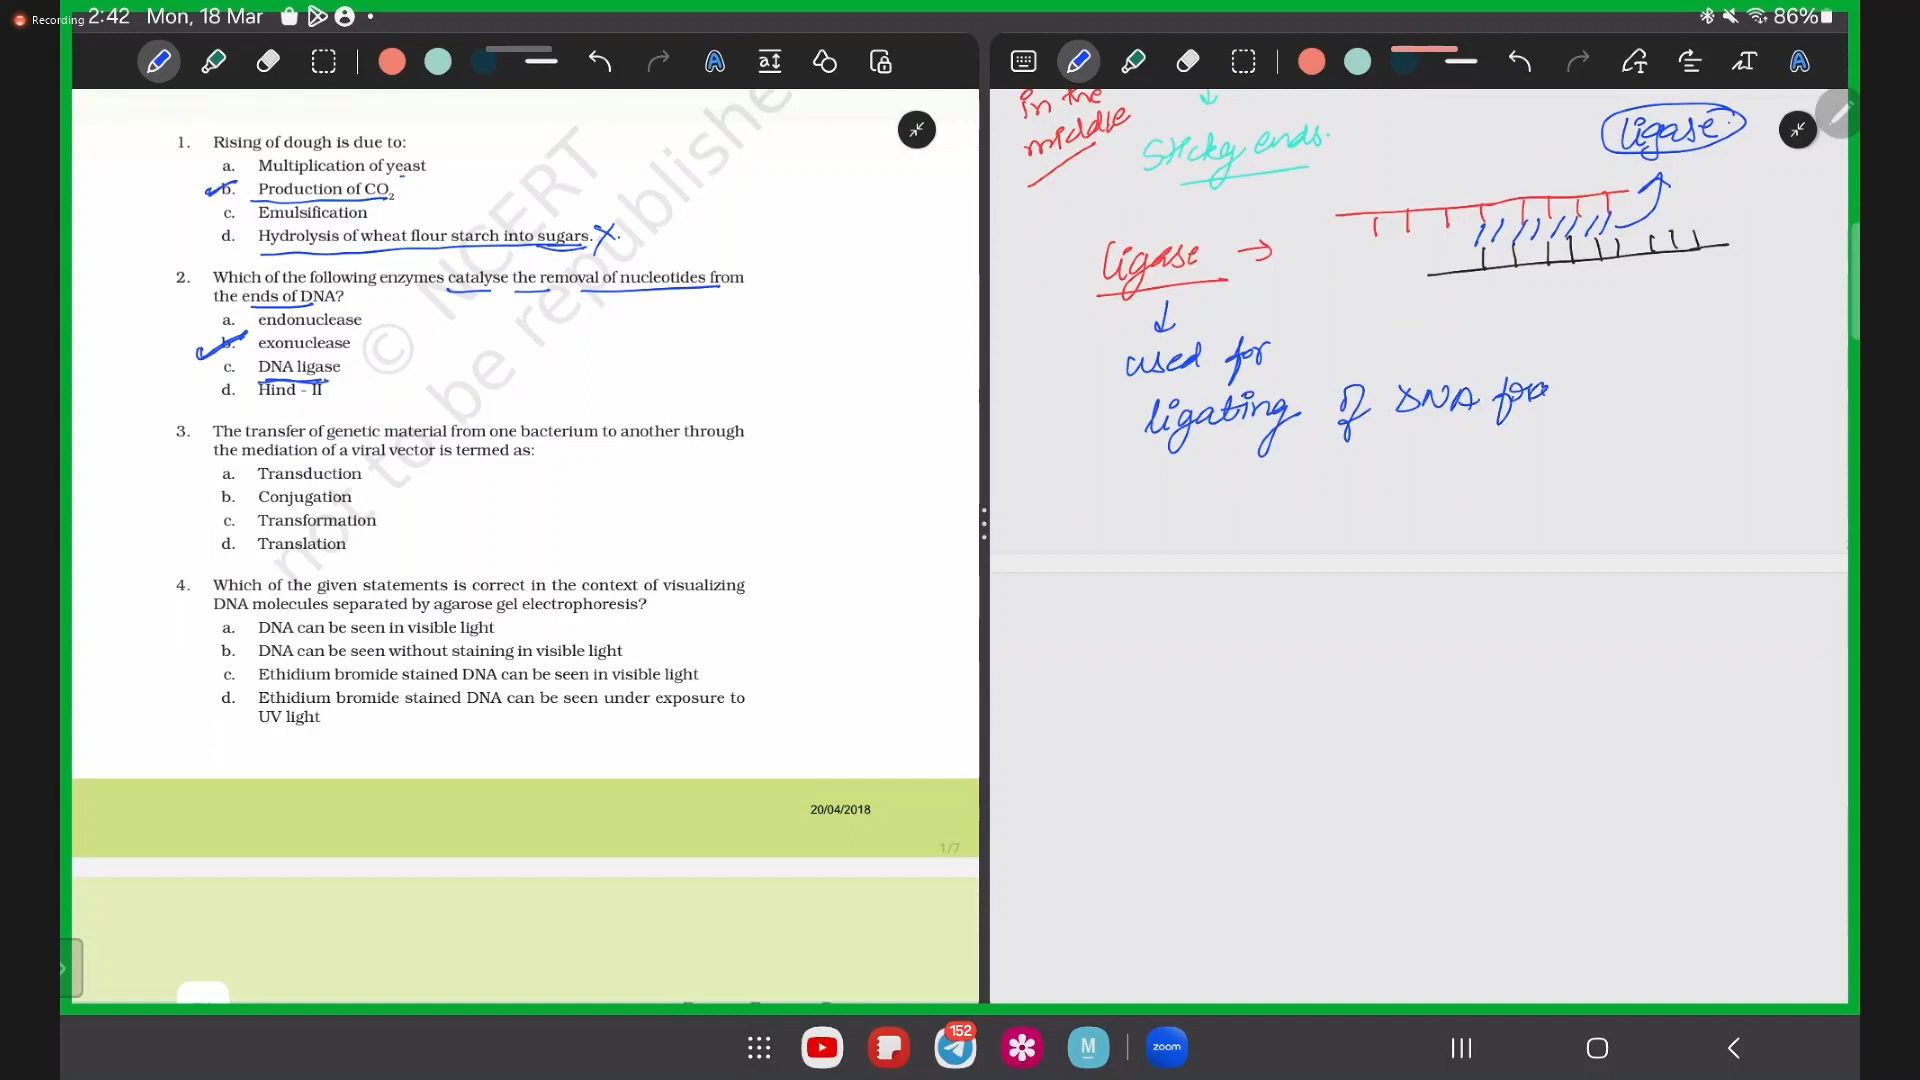 Recording 2:42 Mon, 18 Mar
86%
1. Rising of dough is due to:
a. Multiplication of yeast
b. Production of CO₂
c. Emulsification
d. Hydrolysis of wheat flour starch into sugars.
2. Which of the following enzymes catalyse the removal of nucleotides from
the ends of DNA?
a. endonuclease
b. exonuclease
c. DNA ligase
d. Hind - II
3. The transfer of genetic material from one bacterium to another through
the mediation of a viral vector is termed as:
a. Transduction
b. Conjugation
c. Transformation
d. Translation
4. Which of the given statements is correct in the context of visualizing
DNA molecules separated by agarose gel electrophoresis?
a. DNA can be seen in visible light
b. DNA can be seen without staining in visible light
c. Ethidium bromide stained DNA can be seen in visible light
d. Ethidium bromide stained DNA can be seen under exposure to
UV light
© NCERT
not to be republishe
20/04/2018
1/7
in the
middle
Sticky ends.
ligase
ligase →
used for
ligating of DNA
152
M
zoom